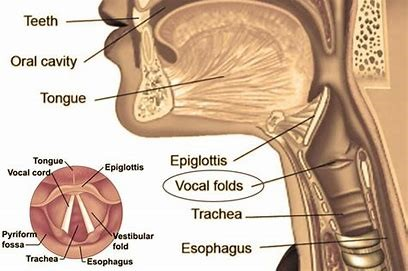 Teeth
Oral cavity
Tongue
Epiglottis
Vocal folds
Trachea
Esophagus
Tongue
Vocal cord
Epiglottis
Pyriform
fossa
Vestibular
fold
Trachea
Esophagus